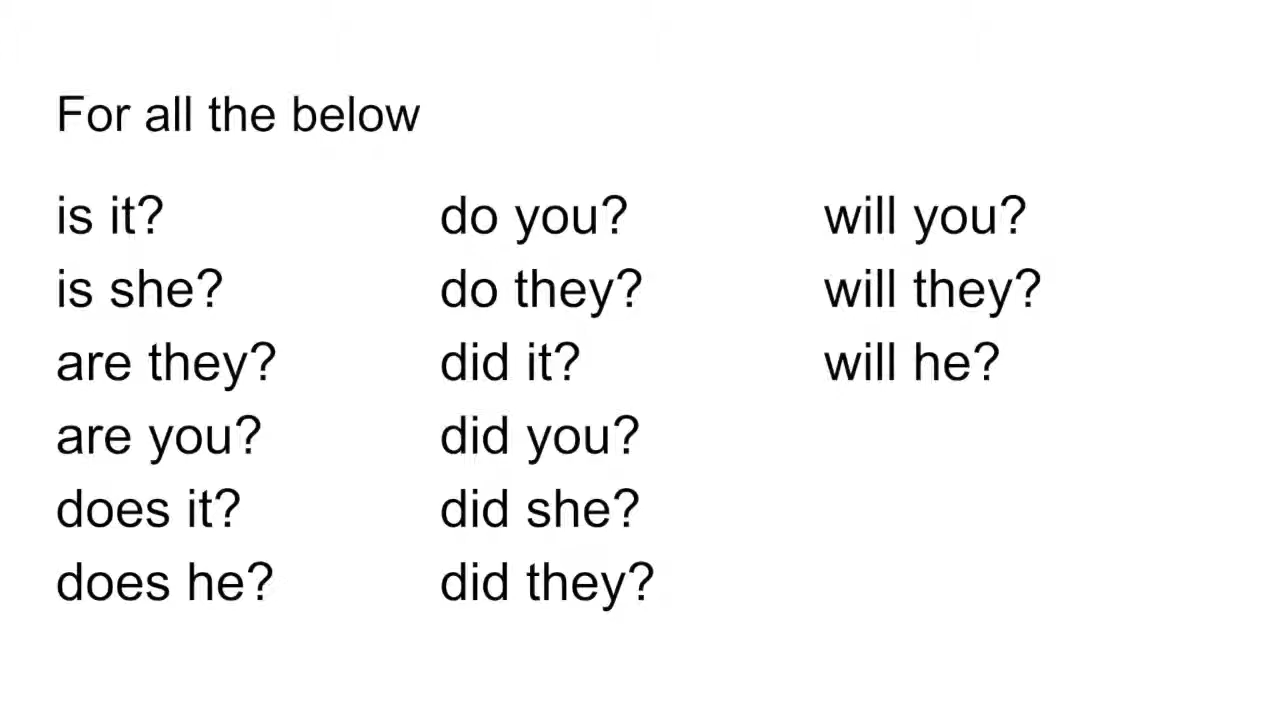 For all the below
is it?
is she?
are they?
are you?
does it?
does he?
do you?
do they?
did it?
did you?
did she?
did they?
will you?
will they?
will he?